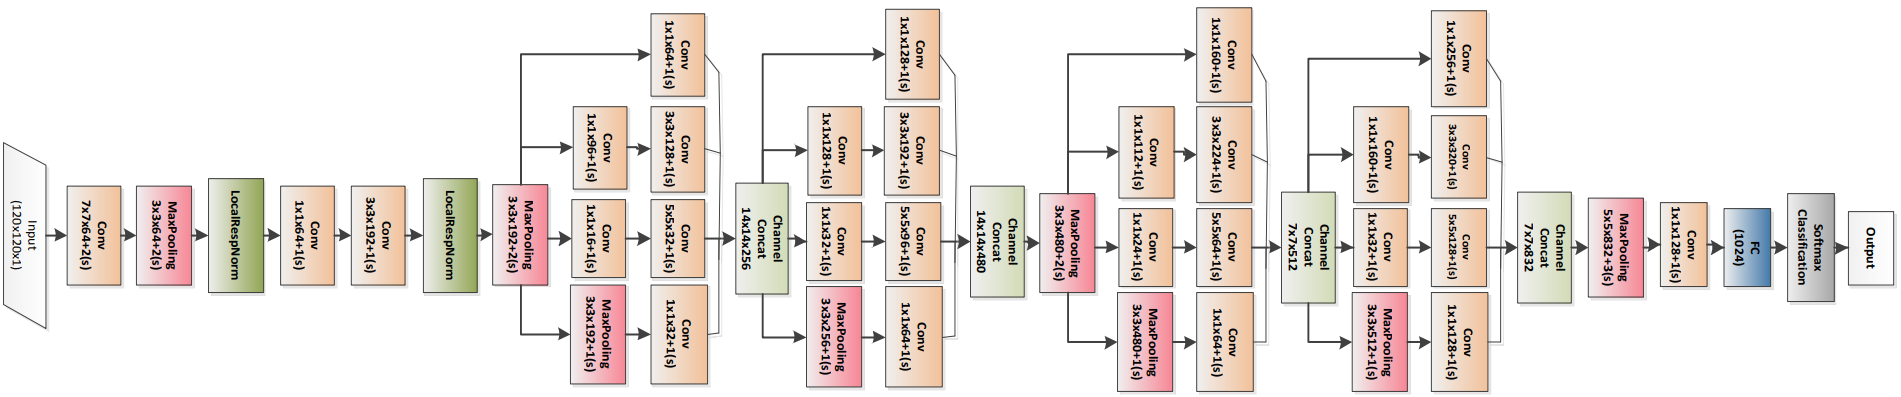 Input
(120x120x1)
Conv
7x7x64+2(s)
MaxPooling
3x3x64+2(s)
LocalRespNorm
Conv
1x1x64+1(s)
Conv
3x3x192+1(s)
LocalRespNorm
MaxPooling
3x3x192+2(s)
Conv
1x1x64+1(s)
Conv
1x1x96+1(s)
Conv
3x3x128+1(s)
Conv
1x1x16+1(s)
Conv
5x5x32+1(s)
MaxPooling
3x3x192+1(s)
Conv
1x1x32+1(s)
Channel
Concat
14x14x256
Conv
1x1x128+1(s)
Conv
1x1x128+1(s)
Conv
3x3x192+1(s)
Conv
1x1x32+1(s)
Conv
5x5x96+1(s)
MaxPooling
3x3x256+1(s)
Conv
1x1x64+1(s)
Channel
Concat
14x14x480
MaxPooling
3x3x480+2(s)
Conv
1x1x160+1(s)
Conv
1x1x112+1(s)
Conv
3x3x224+1(s)
Conv
1x1x24+1(s)
Conv
5x5x64+1(s)
MaxPooling
3x3x480+1(s)
Conv
1x1x64+1(s)
Channel
Concat
7x7x512
Conv
1x1x256+1(s)
Conv
1x1x160+1(s)
Conv
3x3x320+1(s)
Conv
1x1x32+1(s)
Conv
5x5x128+1(s)
MaxPooling
3x3x512+1(s)
Conv
1x1x128+1(s)
Channel
Concat
7x7x832
MaxPooling
5x5x832+3(s)
Conv
1x1x128+1(s)
FC
(1024)
Softmax
Classification
Output